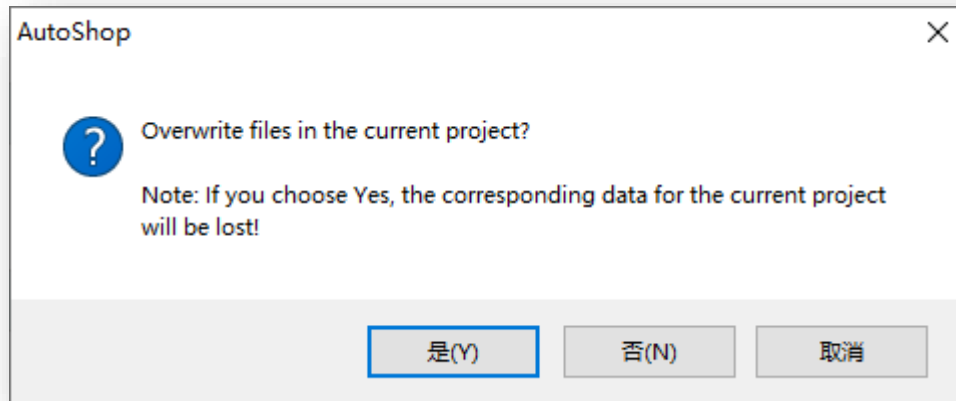 AutoShop
Overwrite files in the current project?
Note: If you choose Yes, the corresponding data for the current project
will be lost!
是(Y)
否(N)
取消